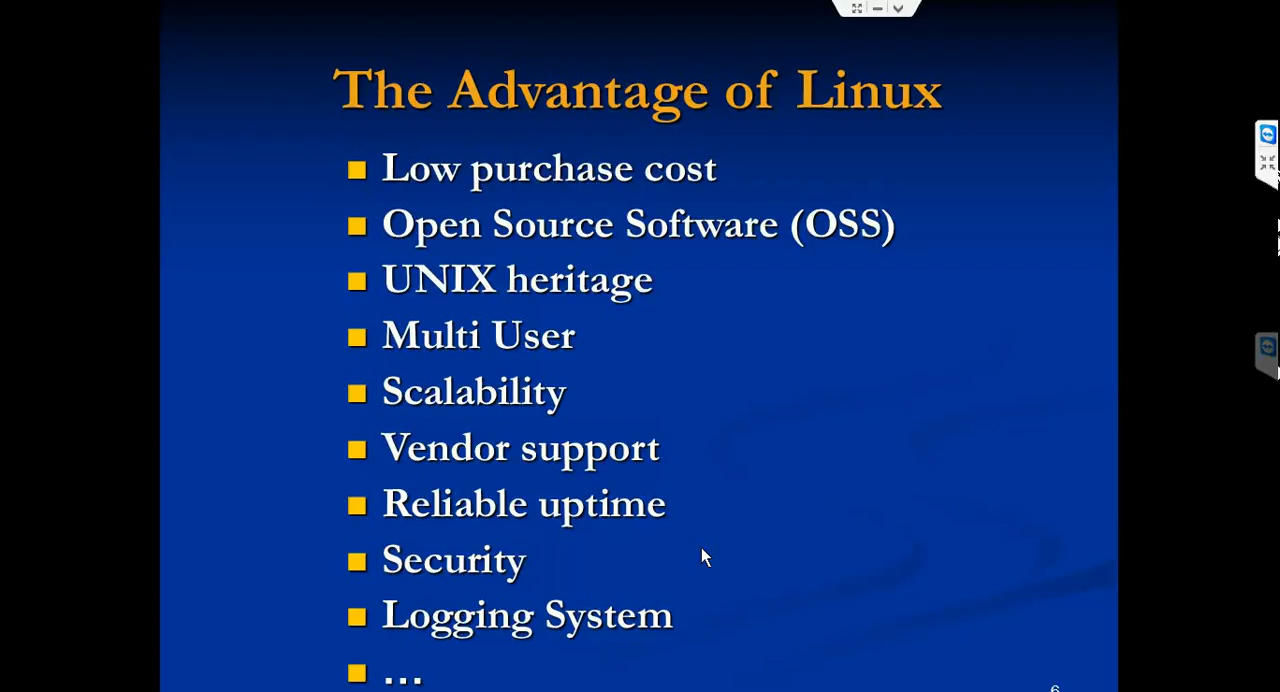 The Advantage of Linux
Low purchase cost
Open Source Software (OSS)
UNIX heritage
Multi User
Scalability
Vendor support
Reliable uptime
Security
Logging System
...
6